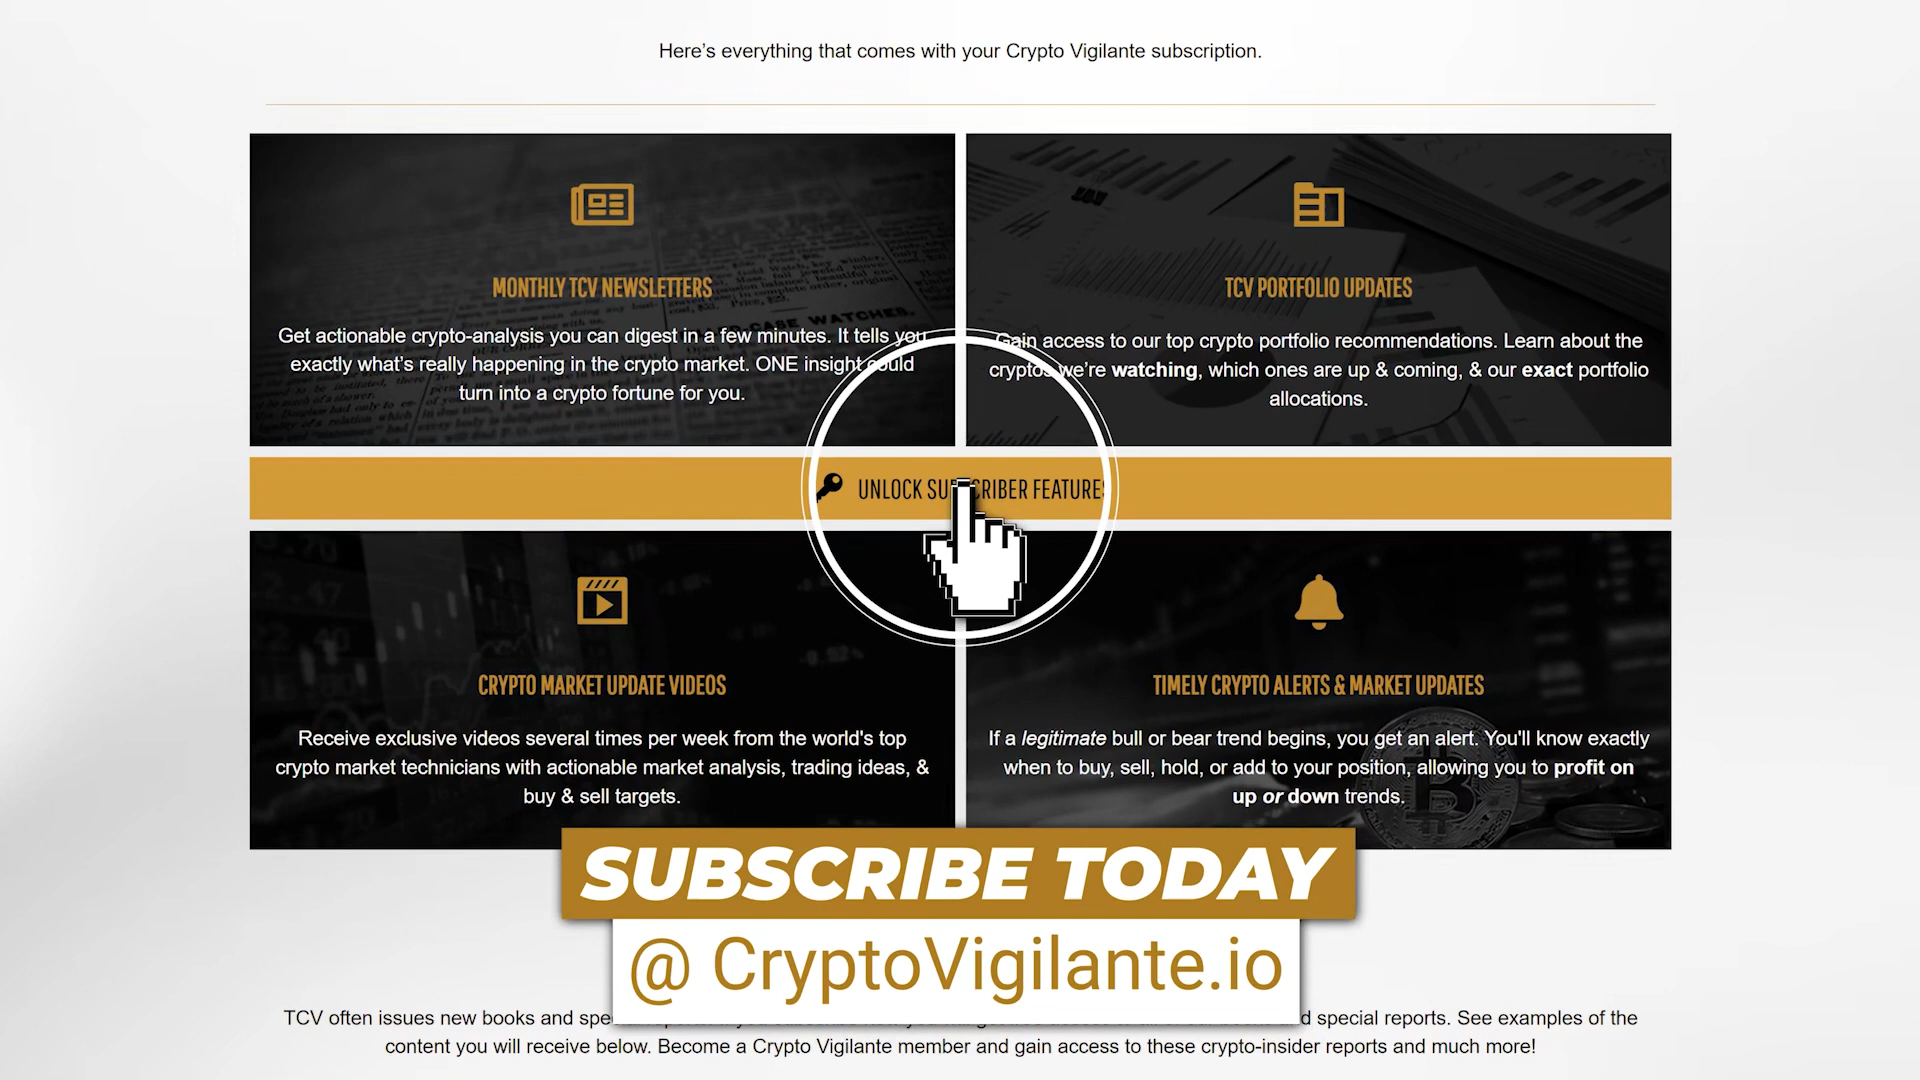 Here's everything that comes with your Crypto Vigilante subscription.
MONTHLY TCV NEWSLETTERS
Get actionable crypto-analysis you can digest in a few minutes. It tells you
exactly what's really happening in the crypto market. ONE insight could
turn into a crypto fortune for you.
TCV PORTFOLIO UPDATES
Gain access to our top crypto portfolio recommendations. Learn about the
cryptos we're watching, which ones are up & coming, & our exact portfolio
allocations.
UNLOCK SUBSCRIBER FEATURES
CRYPTO MARKET UPDATE VIDEOS
Receive exclusive videos several times per week from the world's top
crypto market technicians with actionable market analysis, trading ideas, &
buy & sell targets.
TIMELY CRYPTO ALERTS & MARKET UPDATES
If a legitimate bull or bear trend begins, you get an alert. You'll know exactly
when to buy, sell, hold, or add to your position, allowing you to profit on
up or down trends.
SUBSCRIBE TODAY
@ CryptoVigilante.io
TCV often issues new books and special reports. See examples of the
content you will receive below. Become a Crypto Vigilante member and gain access to these crypto-insider reports and much more!